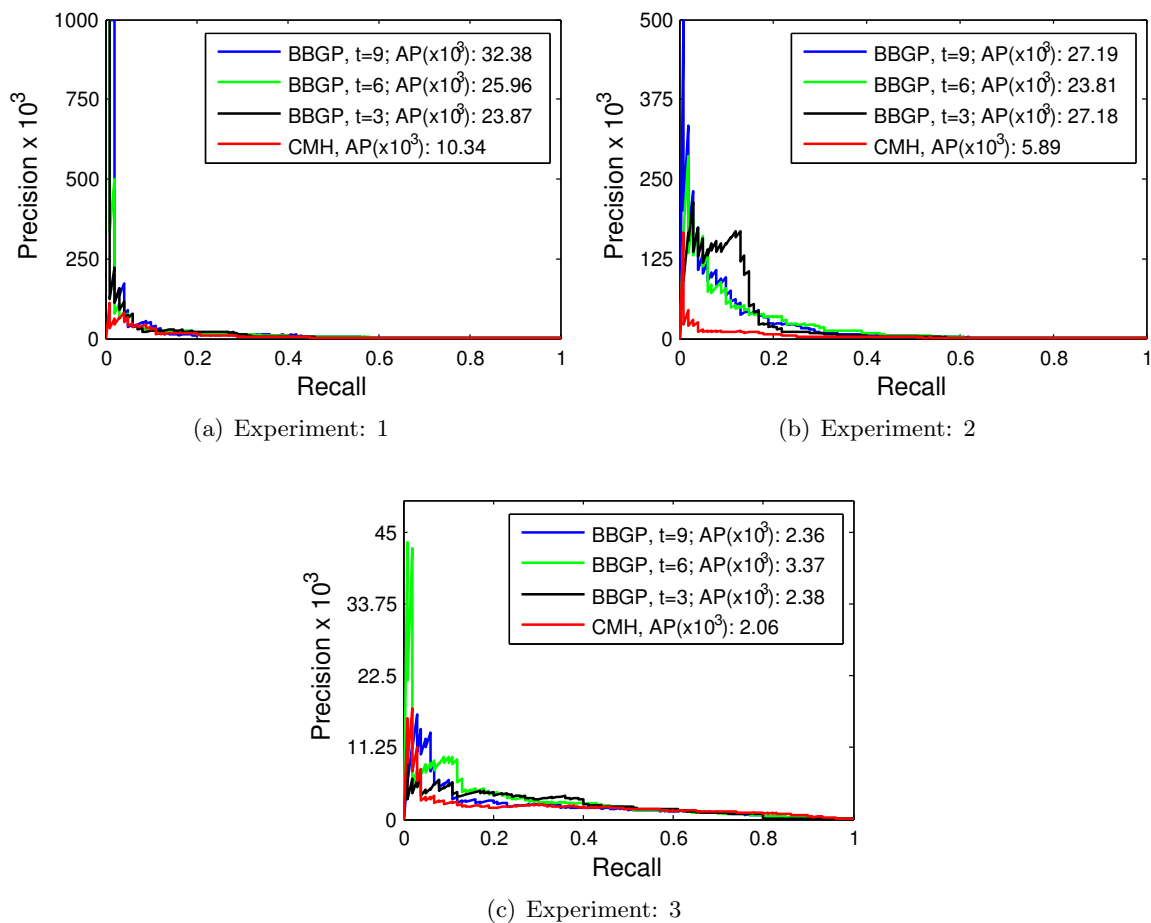 1000
750
500
250
0
Precision x 10³
BBGP, t=9; AP(x10³): 32.38
BBGP, t=6; AP(x10³): 25.96
BBGP, t=3; AP(x10³): 23.87
CMH, AP(x10³): 10.34
0 0.2 0.4 0.6 0.8 1
Recall
(a) Experiment: 1
500
375
250
125
0
Precision x 10³
BBGP, t=9; AP(x10³): 27.19
BBGP, t=6; AP(x10³): 23.81
BBGP, t=3; AP(x10³): 27.18
CMH, AP(x10³): 5.89
0 0.2 0.4 0.6 0.8 1
Recall
(b) Experiment: 2
45
33.75
22.5
11.25
0
Precision x 10³
BBGP, t=9; AP(x10³): 2.36
BBGP, t=6; AP(x10³): 3.37
BBGP, t=3; AP(x10³): 2.38
CMH, AP(x10³): 2.06
0 0.2 0.4 0.6 0.8 1
Recall
(c) Experiment: 3